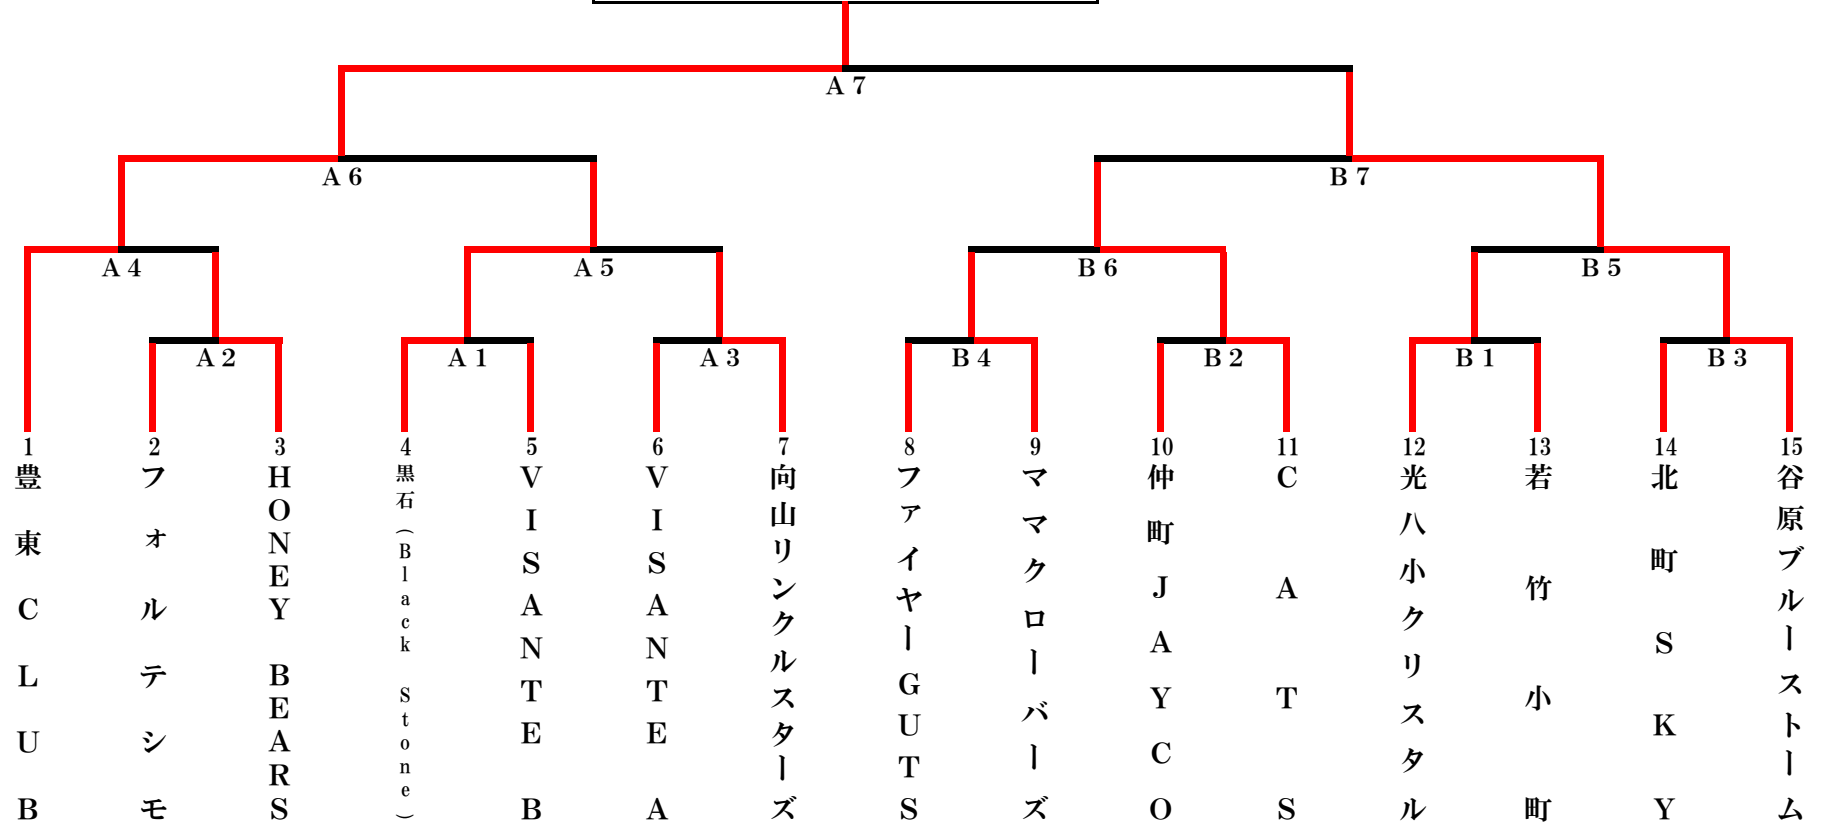 A 7
A 6
B 7
A 4
A 5
B 6
B 5
A 2
A 1
A 3
B 4
B 2
B 1
B 3
1
豊東CLUB
2
フォルテシモ
3
HONEY BEARS
4
黒石(Black Stone)
5
VISANTE B
6
VISANTE A
7
向山リンクルスターズ
8
ファイヤーGUTS
9
ママクローバーズ
10
仲町JAYCO
11
CATS
12
光八小クリスタル
13
若竹小町
14
北町SKY
15
谷原ブルーストーム